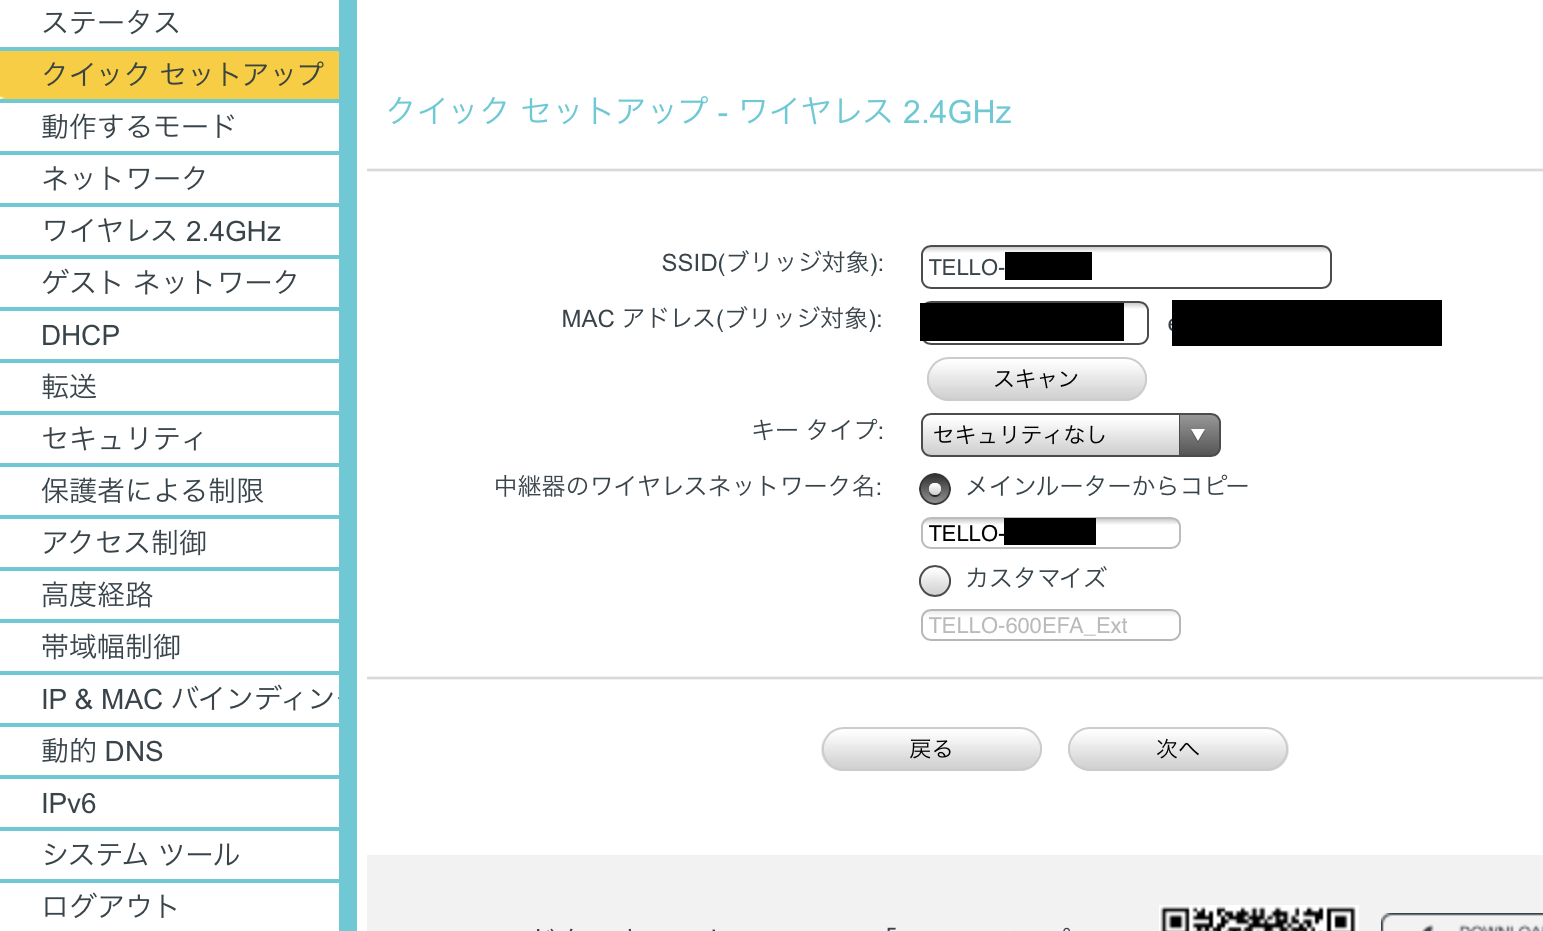 ステータス
クイック セットアップ
動作するモード
ネットワーク
ワイヤレス 2.4GHz
ゲスト ネットワーク
DHCP
転送
セキュリティ
保護者による制限
アクセス制御
高度経路
帯域幅制御
IP & MAC バインディン
動的 DNS
IPv6
システム ツール
ログアウト
クイック セットアップ - ワイヤレス 2.4GHz
SSID(ブリッジ対象): TELLO-
MAC アドレス(ブリッジ対象):
スキャン
キー タイプ: セキュリティなし
中継器のワイヤレスネットワーク名: メインルーターからコピー
TELLO-
カスタマイズ
TELLO-600EFA_Ext
戻る 次へ